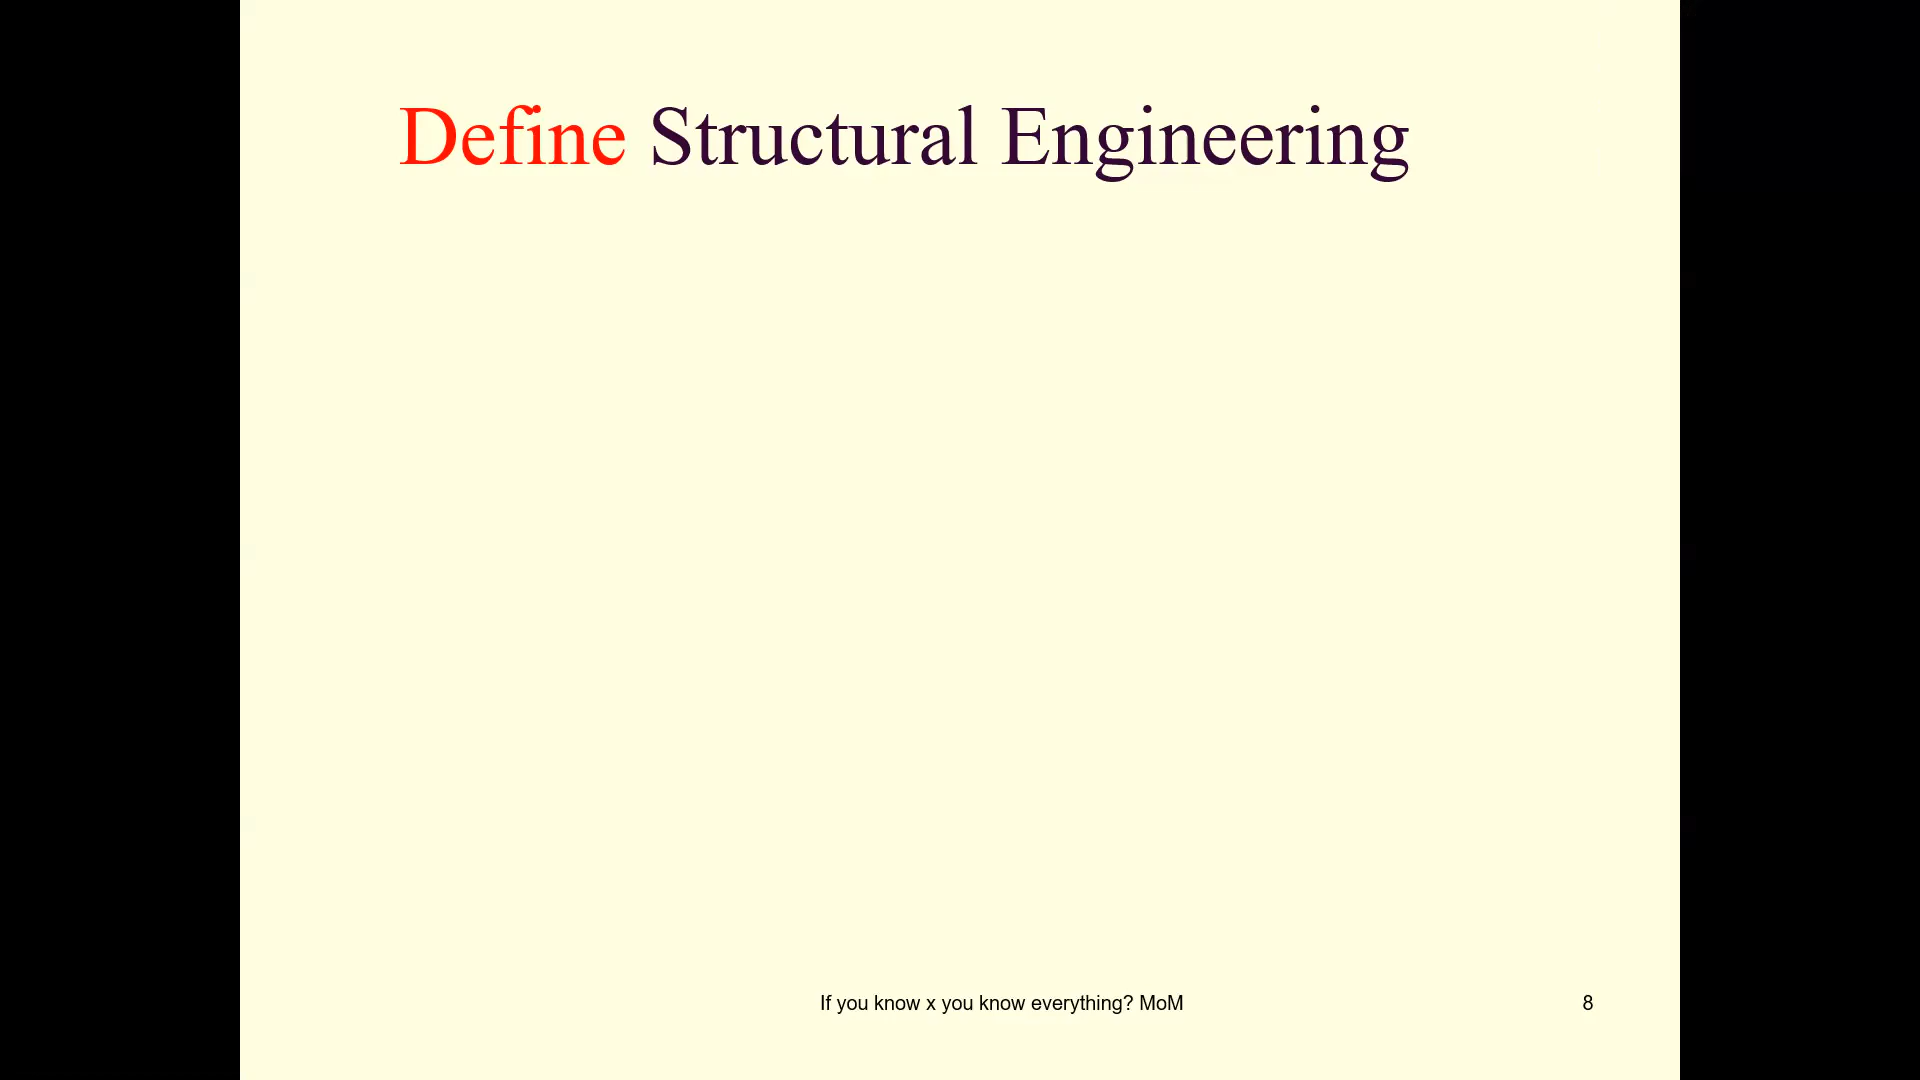 Define Structural Engineering
If you know x you know everything? MoM
8